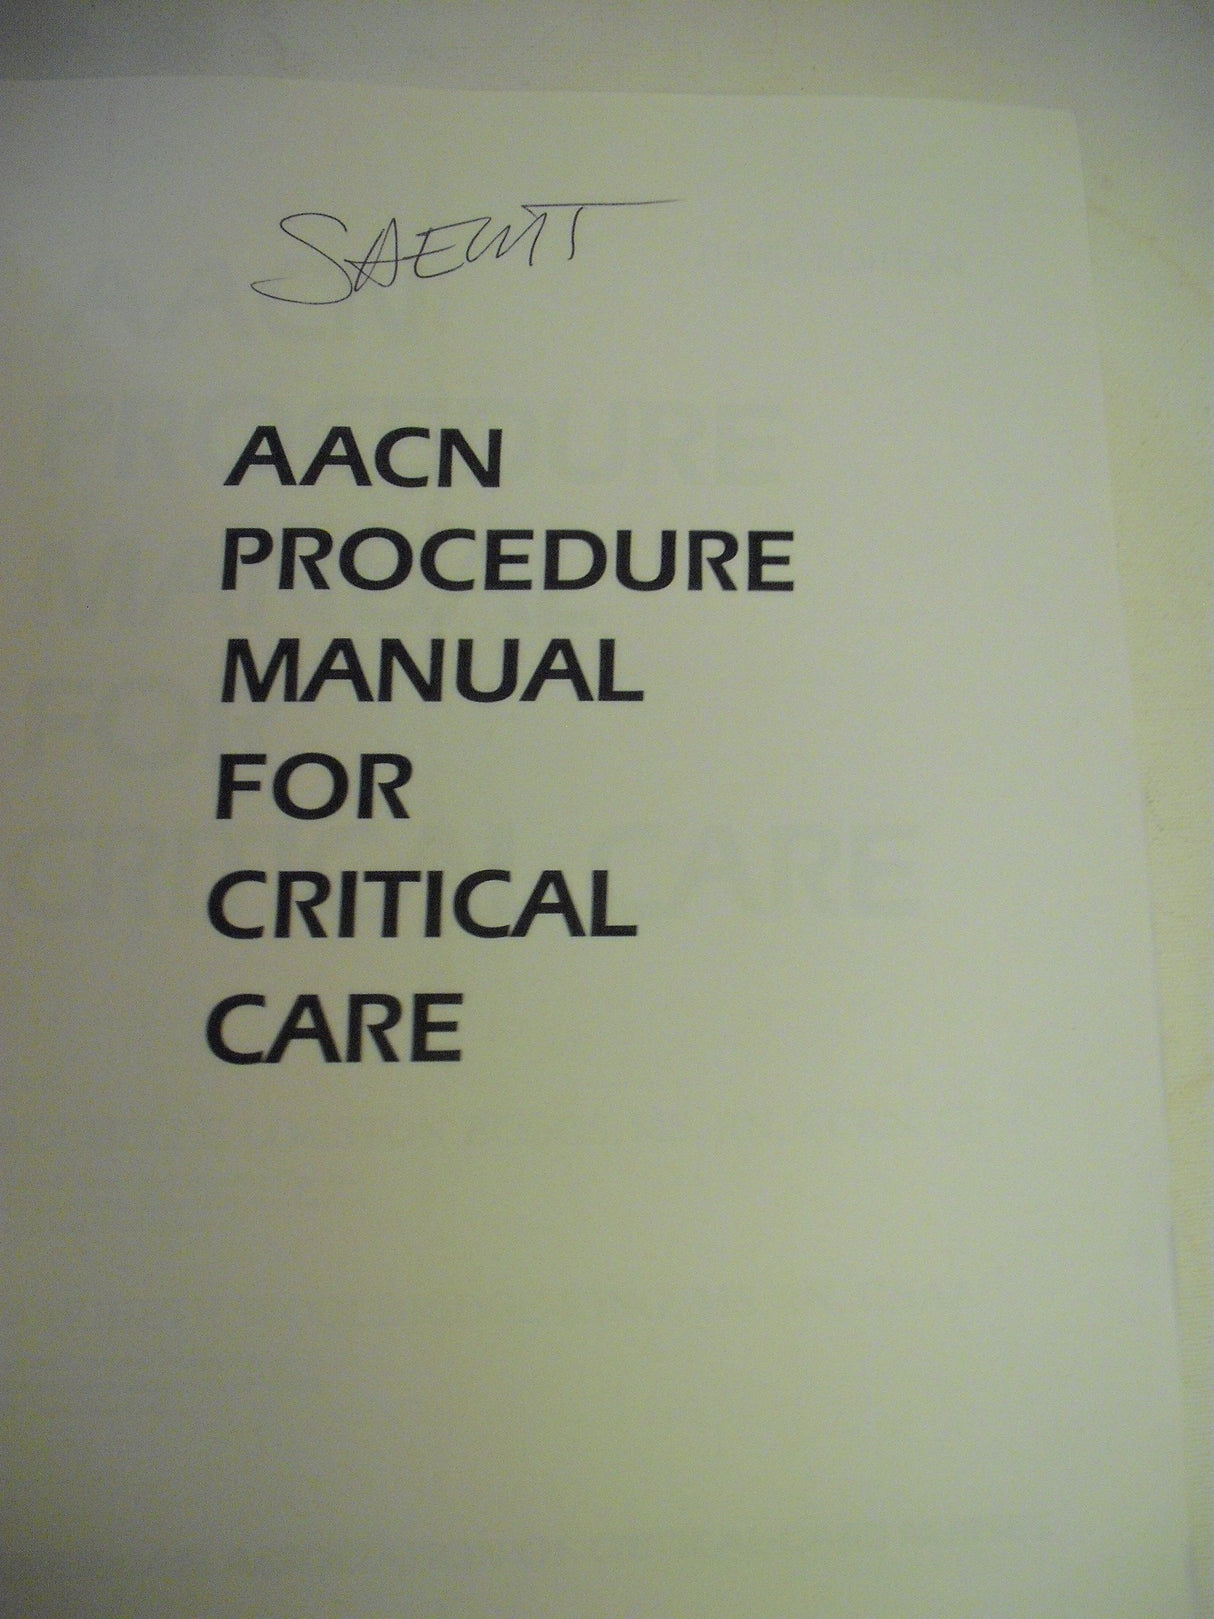 AACN
PROCEDURE
MANUAL
FOR
CRITICAL
CARE